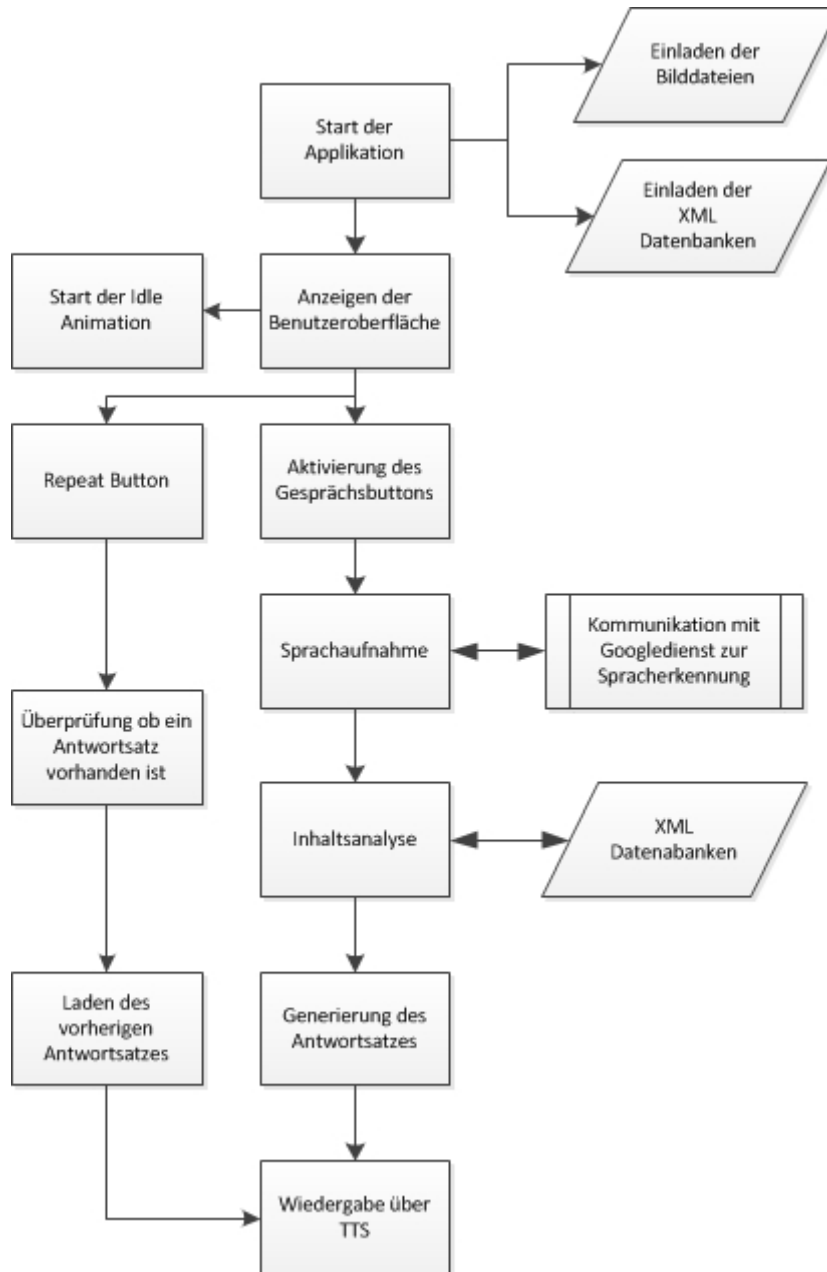 Einladen der
Bilddateien
Start der
Applikation
Einladen der
XML
Datenbanken
Start der Idle
Animation
Anzeigen der
Benutzeroberfläche
Repeat Button
Aktivierung des
Gesprächsbuttons
Sprachaufnahme
Kommunikation mit
Googledienst zur
Spracherkennung
Überprüfung ob ein
Antwortsatz
vorhanden ist
Inhaltsanalyse
XML
Datenabanken
Laden des
vorherigen
Antwortsatzes
Generierung des
Antwortsatzes
Wiedergabe über
TTS